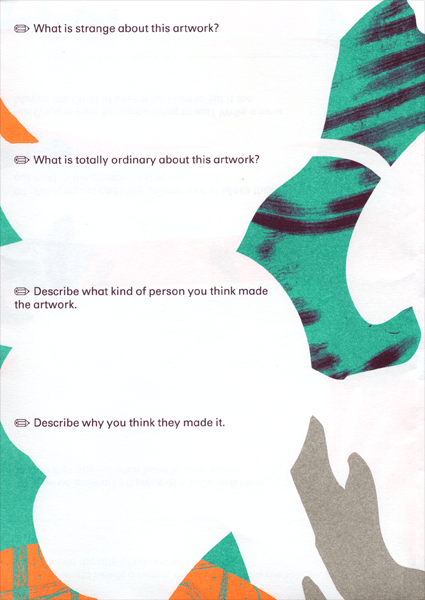 What is strange about this artwork?
What is totally ordinary about this artwork?
Describe what kind of person you think made
the artwork.
Describe why you think they made it.